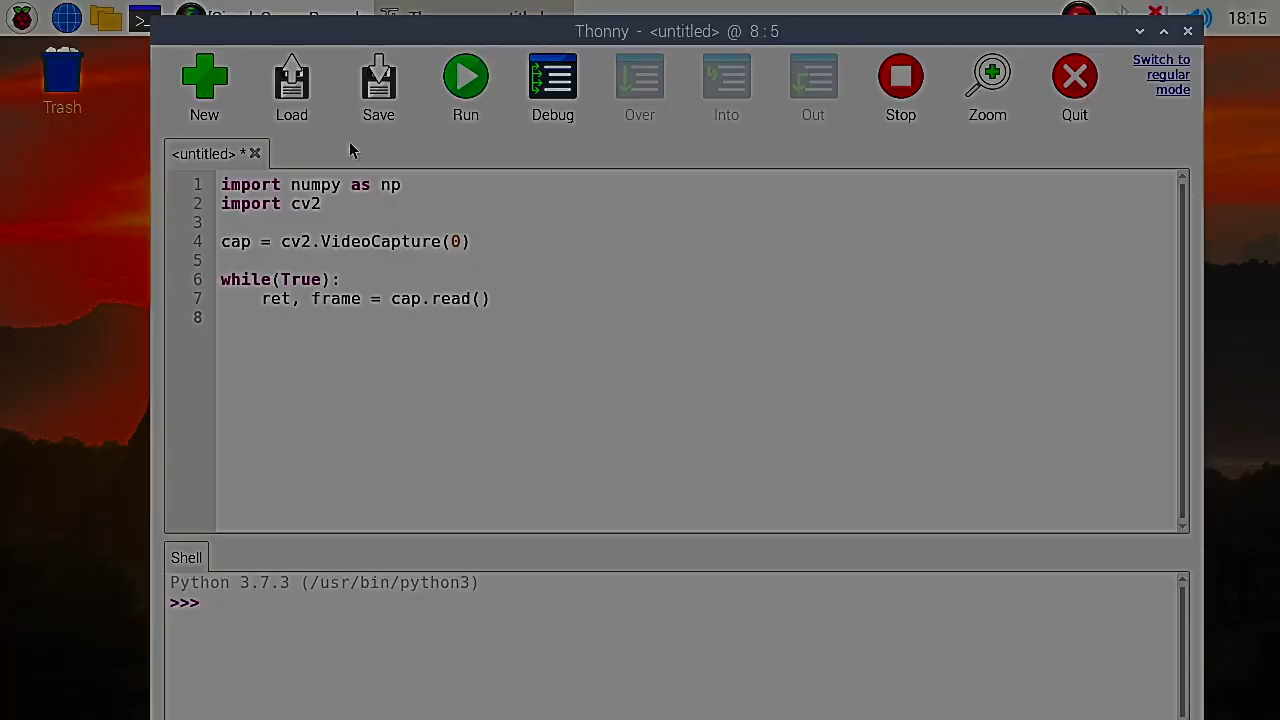 18:15
Thonny - <untitled> @ 8:5
Trash
New Load Save Run Debug Over Into Out Stop Zoom Quit
Switch to
regular
mode
<untitled> *
1 import numpy as np
2 import cv2
3
4 cap = cv2.VideoCapture(0)
5
6 while(True):
7     ret, frame = cap.read()
8
Shell
Python 3.7.3 (/usr/bin/python3)
>>>